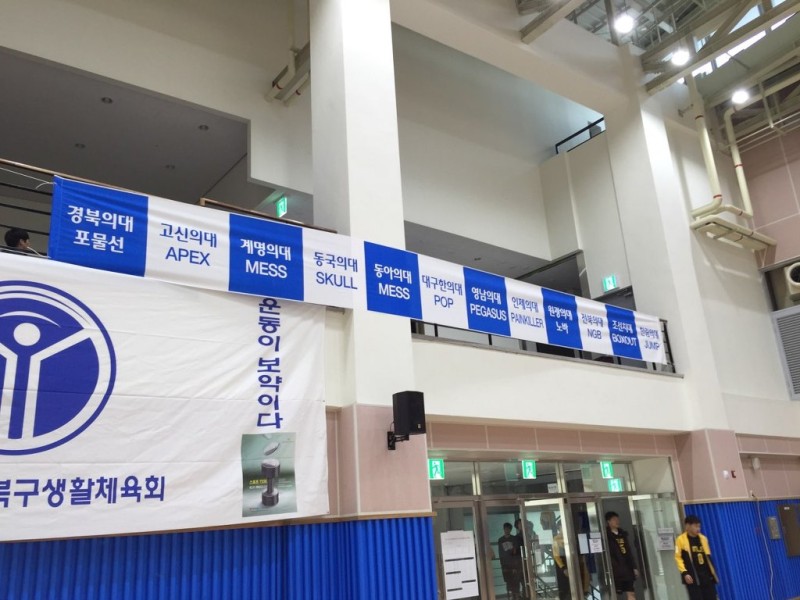 경북의대
포물선
고신의대
APEX
계명의대
MESS
동국의대
SKULL
동아의대
MESS
대구한의대
POP
영남의대
PEGASUS
인제의대
PAINKILLER
원광의대
노바
전북의대
NGB
조선의대
BOXOUT
JUMP
운동이 보약이다
북구생활체육회